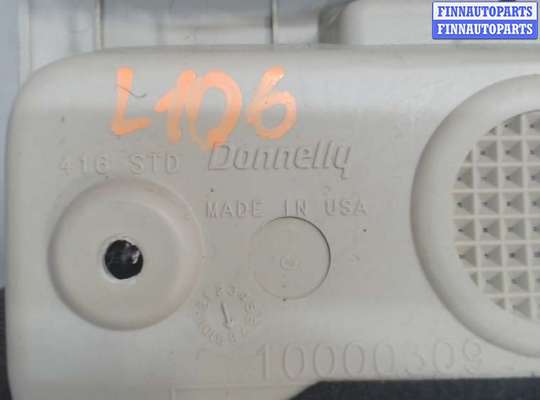 FINNAUTOPARTS
FINNAUTOPARTS
L106
416 STD Donnelly
MADE IN USA
10000309